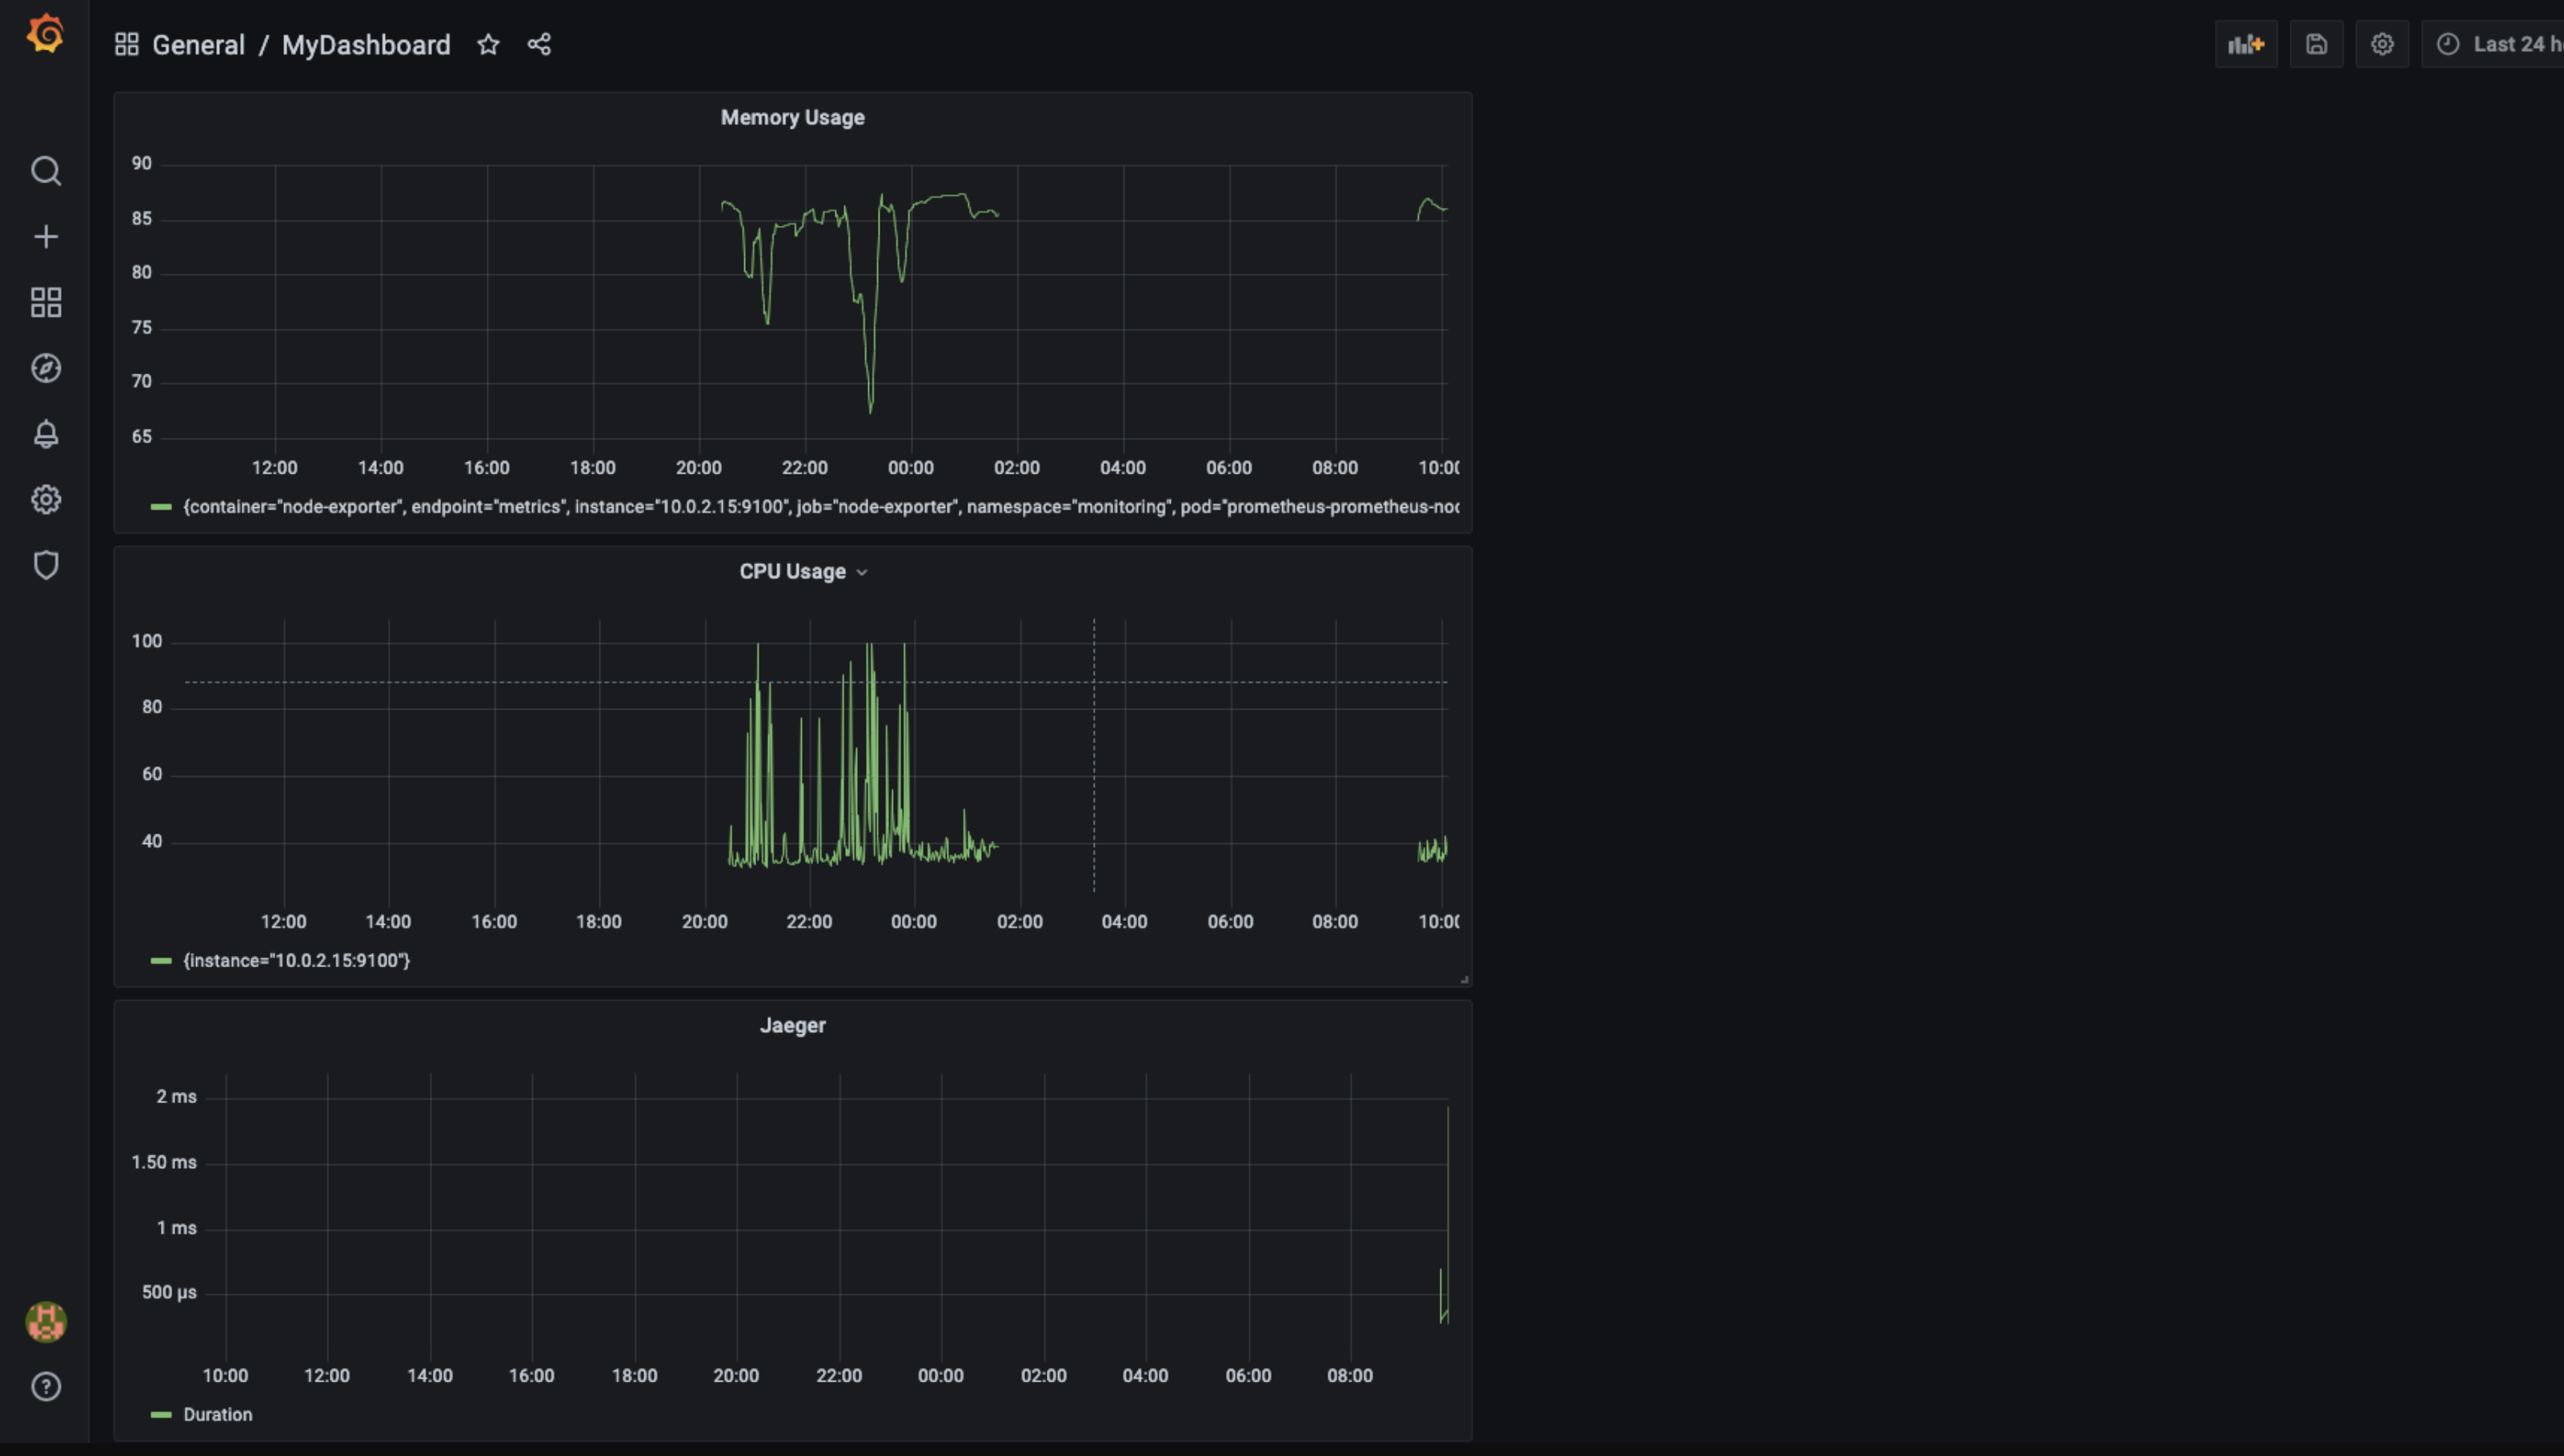 General / MyDashboard
Last 24 h
Memory Usage
90
85
80
75
70
65
12:00 14:00 16:00 18:00 20:00 22:00 00:00 02:00 04:00 06:00 08:00 10:00
{container="node-exporter", endpoint="metrics", instance="10.0.2.15:9100", job="node-exporter", namespace="monitoring", pod="prometheus-prometheus-noc
CPU Usage
100
80
60
40
12:00 14:00 16:00 18:00 20:00 22:00 00:00 02:00 04:00 06:00 08:00 10:00
{instance="10.0.2.15:9100"}
Jaeger
2 ms
1.50 ms
1 ms
500 µs
10:00 12:00 14:00 16:00 18:00 20:00 22:00 00:00 02:00 04:00 06:00 08:00
Duration